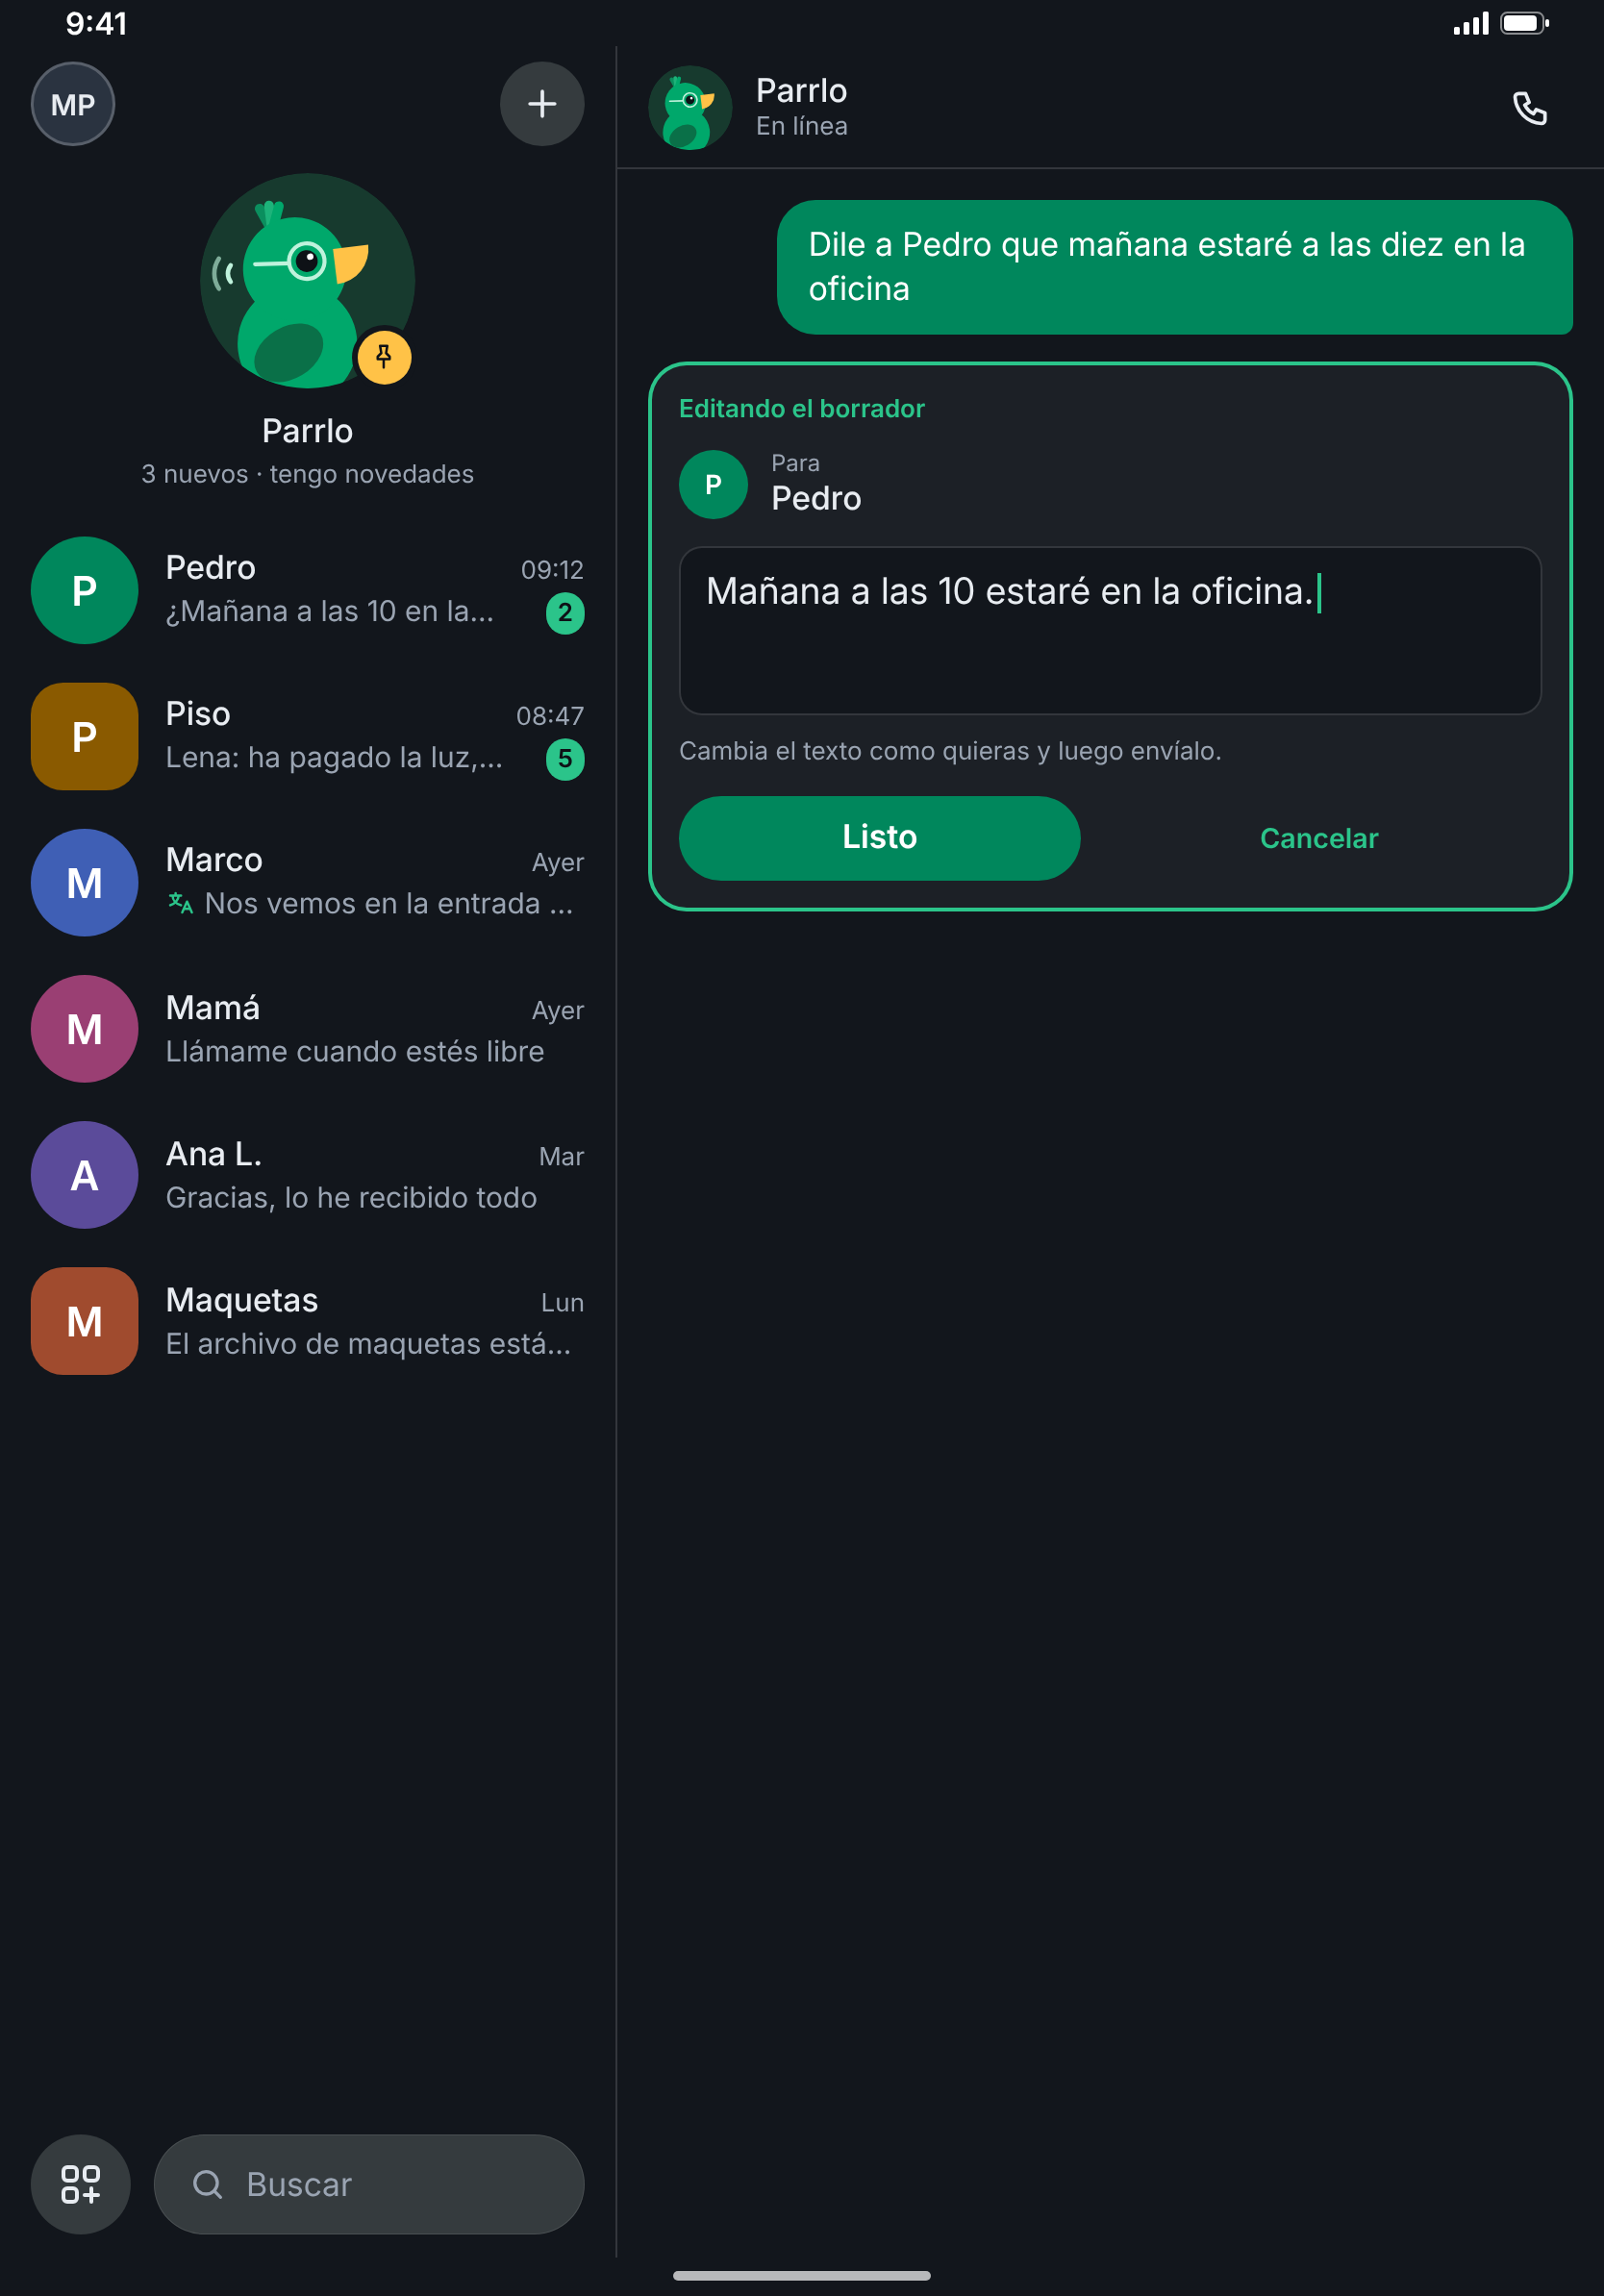 9:41
MP
Parrlo
3 nuevos · tengo novedades
P
Pedro
09:12
¿Mañana a las 10 en la...
2
P
Piso
08:47
Lena: ha pagado la luz,...
5
M
Marco
Ayer
Nos vemos en la entrada ...
M
Mamá
Ayer
Llámame cuando estés libre
A
Ana L.
Mar
Gracias, lo he recibido todo
M
Maquetas
Lun
El archivo de maquetas está...
Buscar
Parrlo
En línea
Dile a Pedro que mañana estaré a las diez en la
oficina
Editando el borrador
P
Para
Pedro
Mañana a las 10 estaré en la oficina.
Cambia el texto como quieras y luego envíalo.
Listo
Cancelar